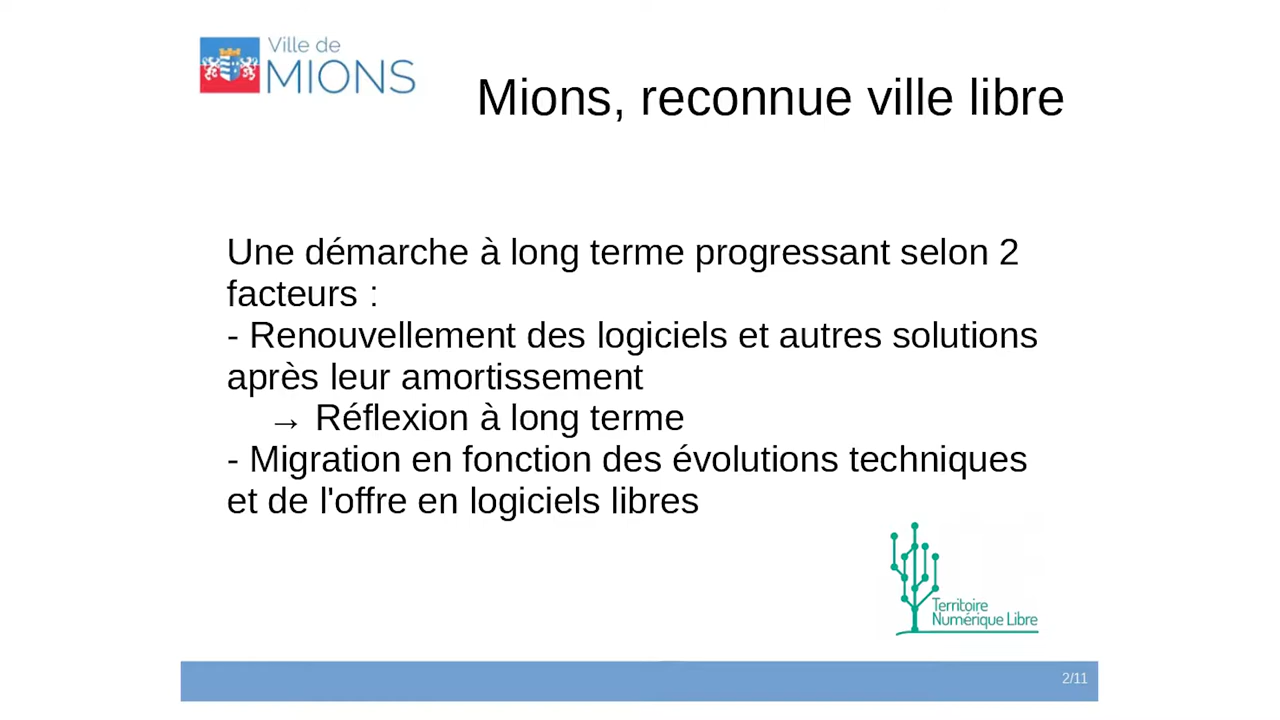 Ville de
MIONS
Mions, reconnue ville libre
Une démarche à long terme progressant selon 2
facteurs :
- Renouvellement des logiciels et autres solutions
après leur amortissement
→ Réflexion à long terme
- Migration en fonction des évolutions techniques
et de l'offre en logiciels libres
Territoire
Numérique Libre
2/11